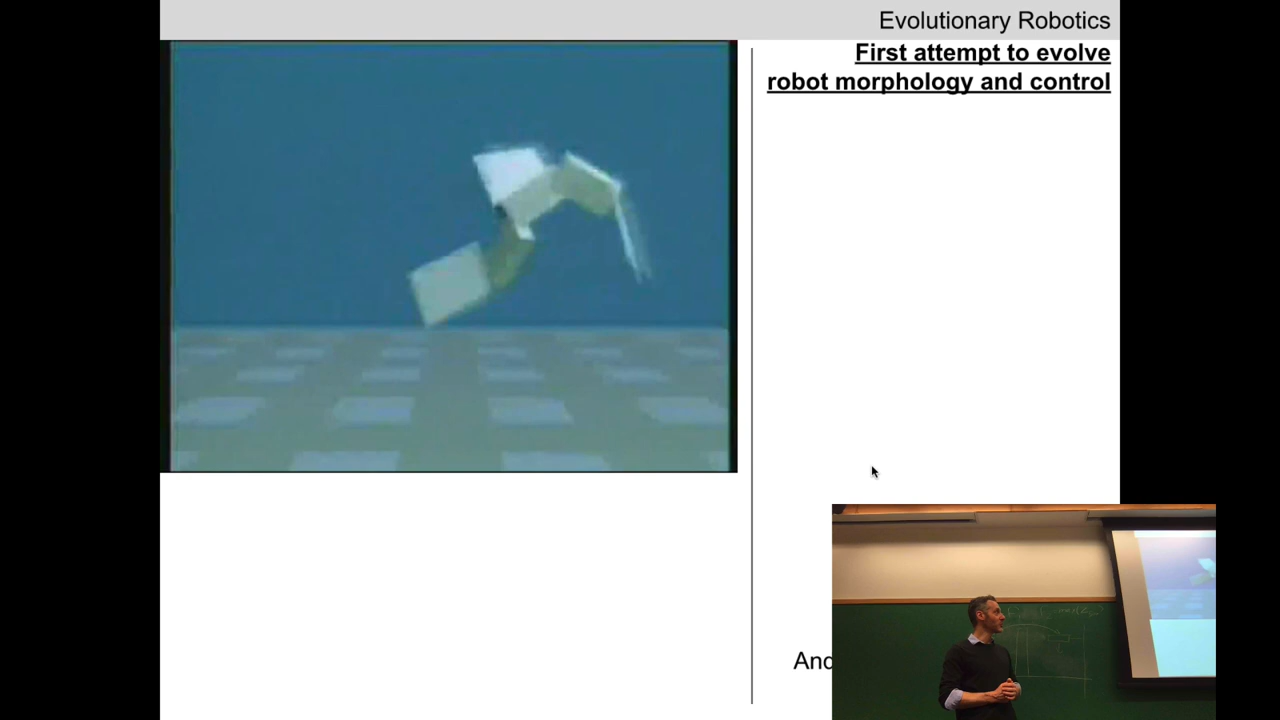 Evolutionary Robotics
First attempt to evolve
robot morphology and control